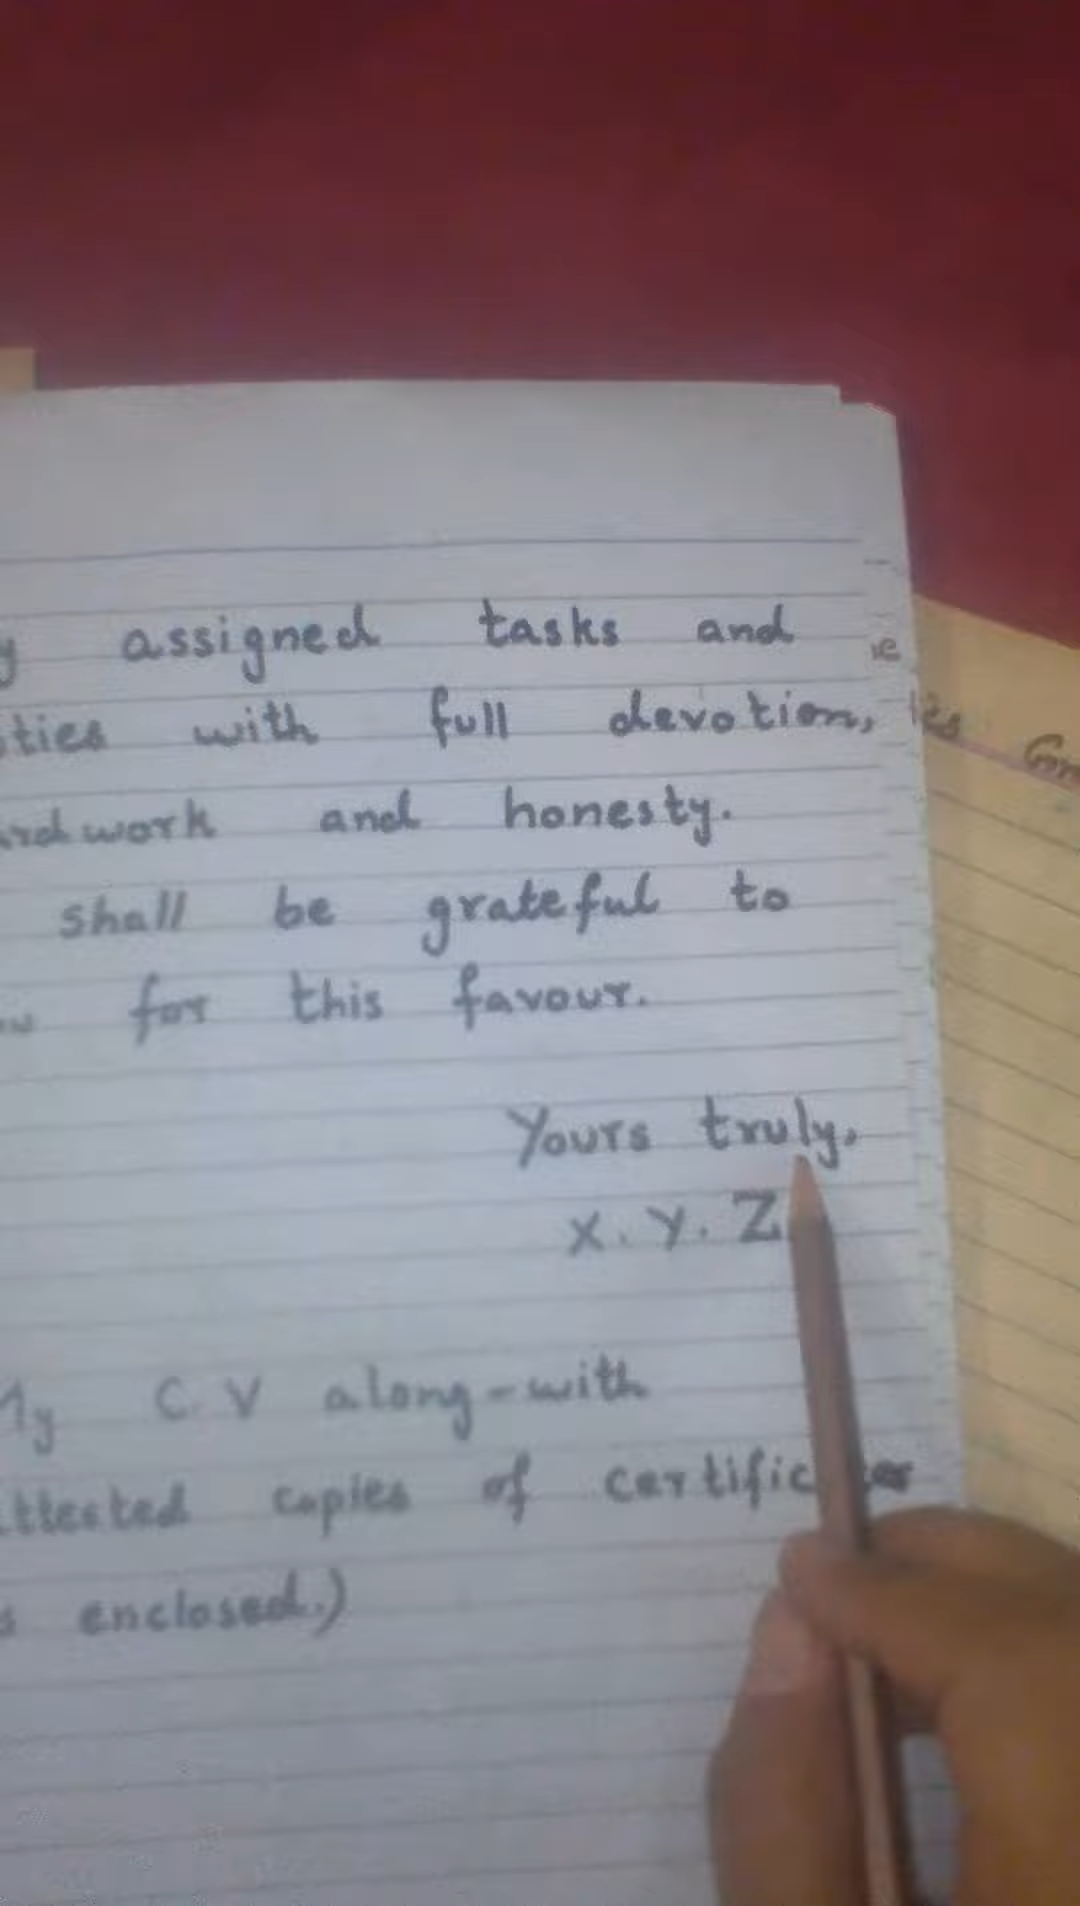 assigned tasks and
with full devotion,
work and honesty.
shall be grateful to
for this favour.
Yours truly,
X. Y. Z
My C V along-with
copies of
enclosed.)